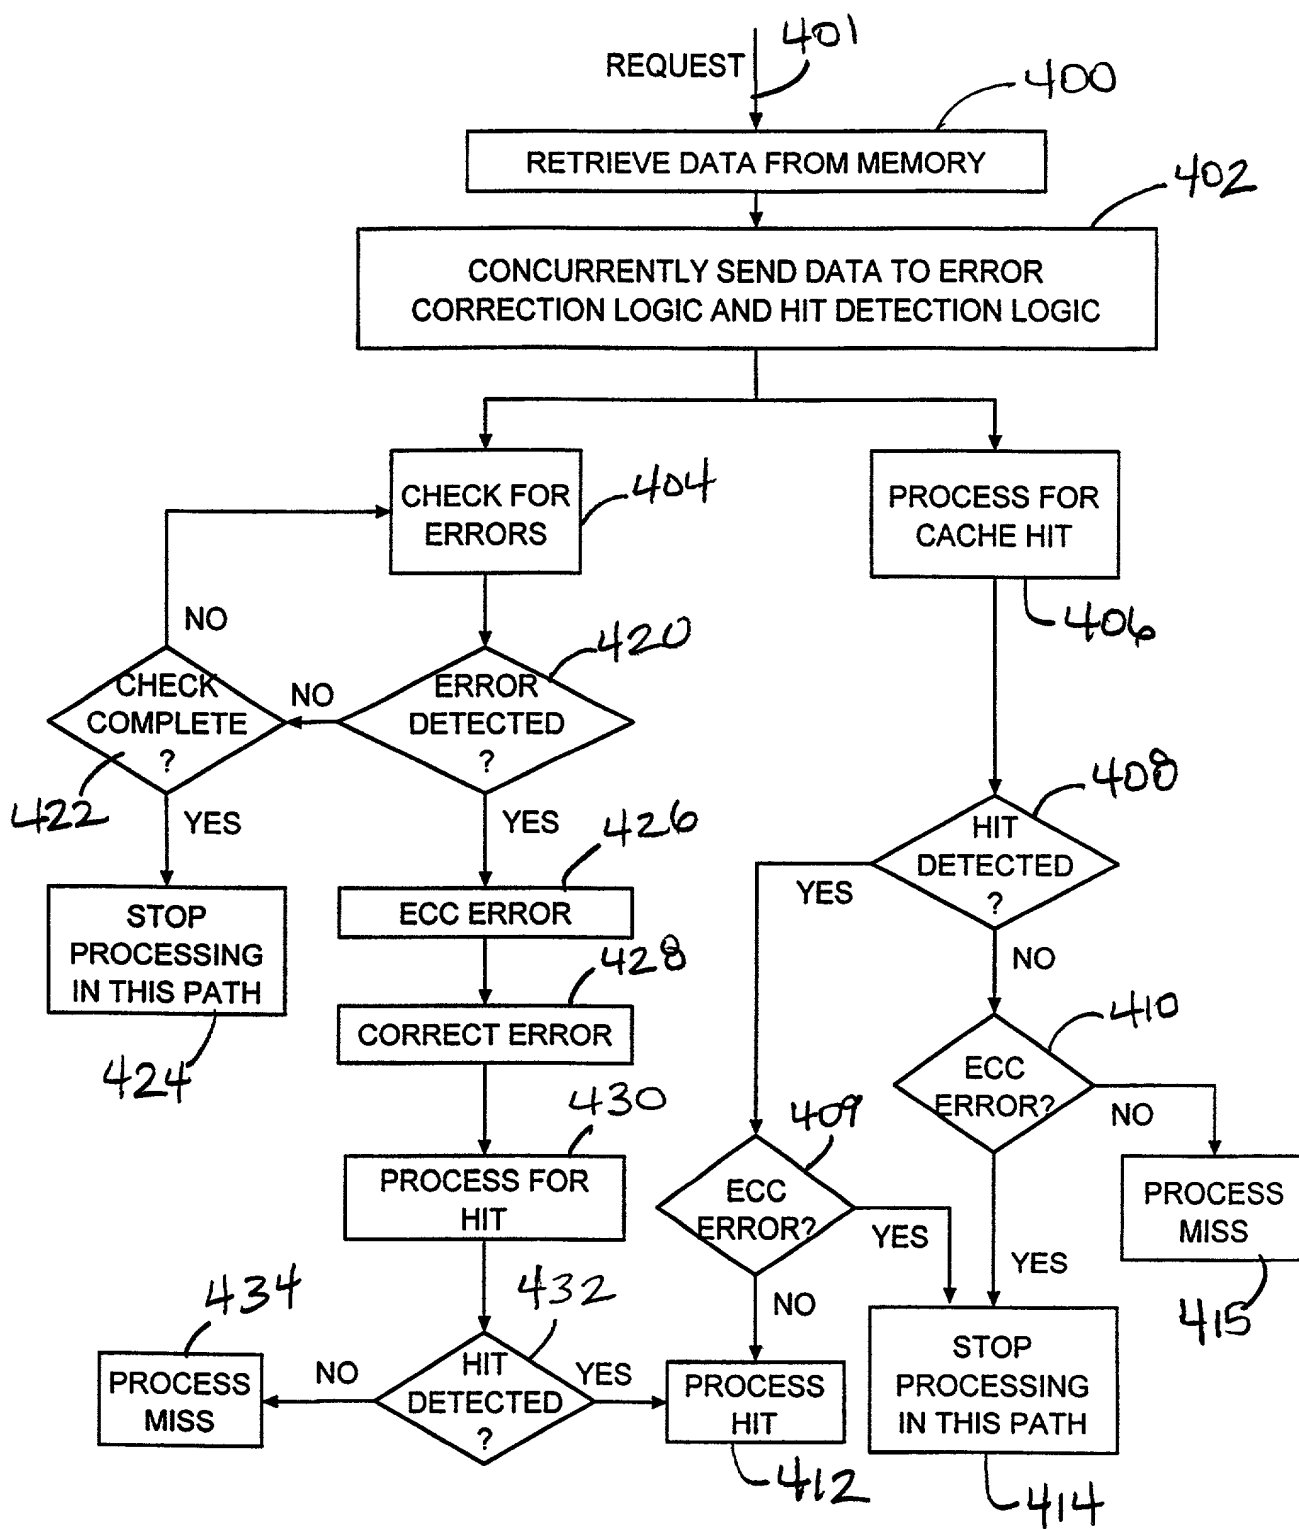 401
REQUEST
400
RETRIEVE DATA FROM MEMORY
402
CONCURRENTLY SEND DATA TO ERROR
CORRECTION LOGIC AND HIT DETECTION LOGIC
CHECK FOR
ERRORS
404
PROCESS FOR
CACHE HIT
406
NO
420
CHECK
COMPLETE
?
NO
ERROR
DETECTED
?
422
YES
YES
408
HIT
DETECTED
?
YES
NO
426
ECC ERROR
STOP
PROCESSING
IN THIS PATH
424
428
CORRECT ERROR
410
ECC
ERROR?
NO
430
PROCESS FOR
HIT
409
ECC
ERROR?
YES
NO
YES
PROCESS
MISS
415
434
PROCESS
MISS
NO
432
HIT
DETECTED
?
YES
PROCESS
HIT
412
STOP
PROCESSING
IN THIS PATH
414